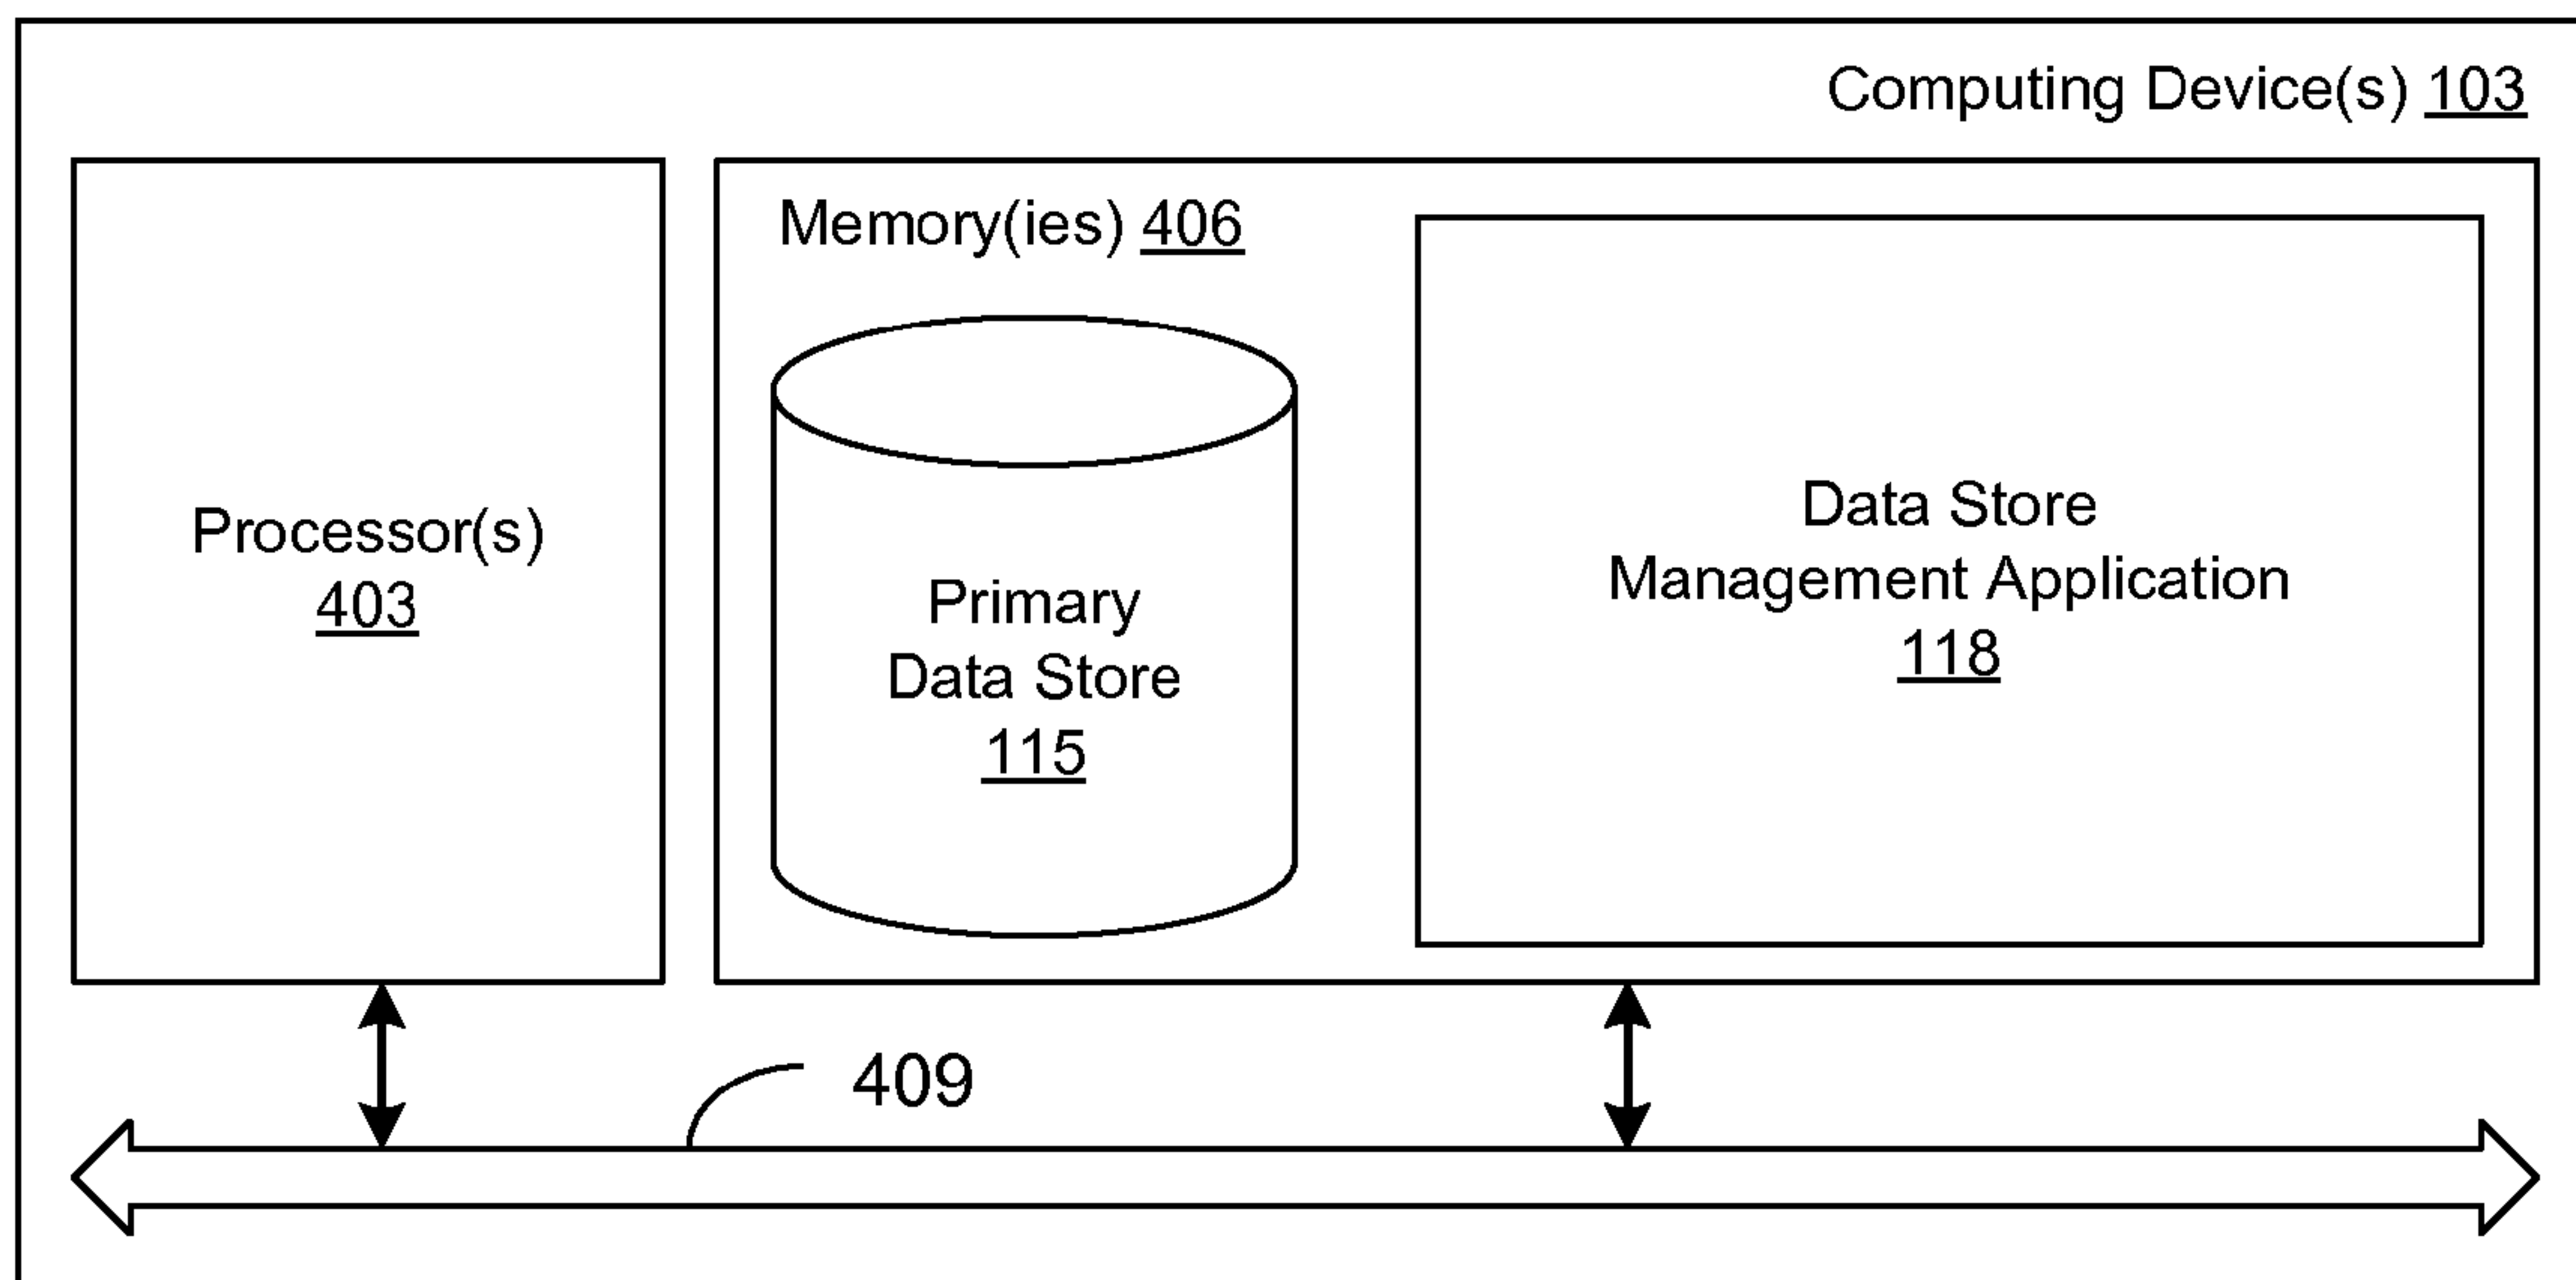 Computing Device(s) 103
Memory(ies) 406
Processor(s)
403
Primary
Data Store
115
Data Store
Management Application
118
409